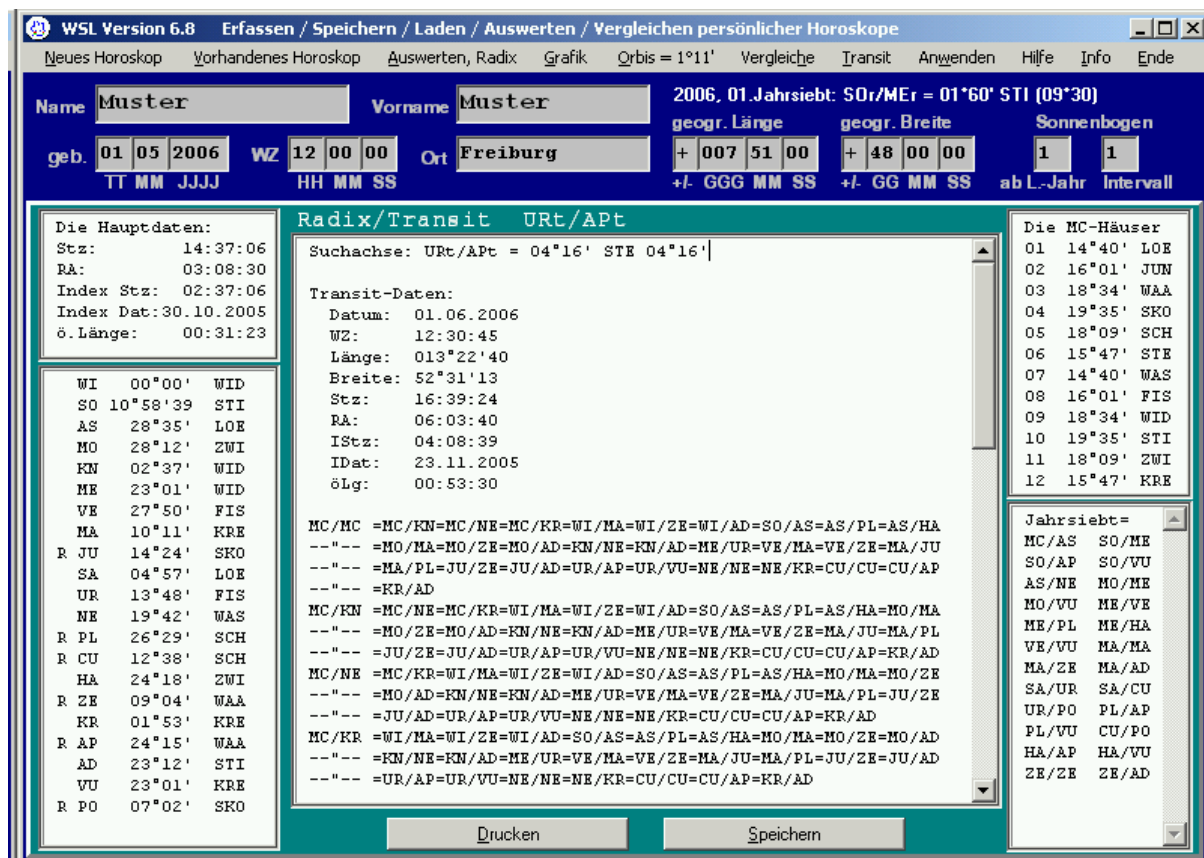 WSL Version 6.8 Erfassen / Speichern / Laden / Auswerten / Vergleichen persönlicher Horoskope
Neues Horoskop Vorhandenes Horoskop Auswerten, Radix Grafik Orbis = 1°11' Vergleiche Transit Anwenden Hilfe Info Ende
Name Muster Vorname Muster
2006, 01.Jahrsiebt: SOr/MEr = 01*60' STI (09*30)
geogr. Länge geogr. Breite Sonnenbogen
geb. 01 05 2006 WZ 12 00 00 Ort Freiburg + 007 51 00 + 48 00 00 1 1
TT MM JJJJ HH MM SS +/- GGG MM SS +/- GG MM SS ab L.-Jahr Intervall
Die Hauptdaten:
Stz: 14:37:06
RA: 03:08:30
Index Stz: 02:37:06
Index Dat:30.10.2005
ö.Länge: 00:31:23
WI 00°00' WID
SO 10°58'39 STI
AS 28°35' LOE
MO 28°12' ZWI
KN 02°37' WID
ME 23°01' WID
VE 27°50' FIS
MA 10°11' KRE
R JU 14°24' SKO
SA 04°57' LOE
UR 13°48' FIS
NE 19°42' WAS
R PL 26°29' SCH
R CU 12°38' SCH
HA 24°18' ZWI
R ZE 09°04' WAA
KR 01°53' KRE
R AP 24°15' WAA
AD 23°12' STI
VU 23°01' KRE
R PO 07°02' SKO
Radix/Transit URt/APt
Suchachse: URt/APt = 04°16' STE 04°16'
Transit-Daten:
Datum: 01.06.2006
WZ: 12:30:45
Länge: 013°22'40
Breite: 52°31'13
Stz: 16:39:24
RA: 06:03:40
IStz: 04:08:39
IDat: 23.11.2005
öLg: 00:53:30
MC/MC =MC/KN=MC/NE=MC/KR=WI/MA=WI/ZE=WI/AD=SO/AS=AS/PL=AS/HA
--"-- =MO/MA=MO/ZE=MO/AD=KN/NE=KN/AD=ME/UR=VE/MA=VE/ZE=MA/JU
--"-- =MA/PL=JU/ZE=JU/AD=UR/AP=UR/VU=NE/NE=NE/KR=CU/CU=CU/AP
--"-- =KR/AD
MC/KN =MC/NE=MC/KR=WI/MA=WI/ZE=WI/AD=SO/AS=AS/PL=AS/HA=MO/MA
--"-- =MO/ZE=MO/AD=KN/NE=KN/AD=ME/UR=VE/MA=VE/ZE=MA/JU=MA/PL
--"-- =JU/ZE=JU/AD=UR/AP=UR/VU=NE/NE=NE/KR=CU/CU=CU/AP=KR/AD
MC/NE =MC/KR=WI/MA=WI/ZE=WI/AD=SO/AS=AS/PL=AS/HA=MO/MA=MO/ZE
--"-- =MO/AD=KN/NE=KN/AD=ME/UR=VE/MA=VE/ZE=MA/JU=MA/PL=JU/ZE
--"-- =JU/AD=UR/AP=UR/VU=NE/NE=NE/KR=CU/CU=CU/AP=KR/AD
MC/KR =WI/MA=WI/ZE=WI/AD=SO/AS=AS/PL=AS/HA=MO/MA=MO/ZE=MO/AD
--"-- =KN/NE=KN/AD=ME/UR=VE/MA=VE/ZE=MA/JU=MA/PL=JU/ZE=JU/AD
--"-- =UR/AP=UR/VU=NE/NE=NE/KR=CU/CU=CU/AP=KR/AD
Drucken Speichern
Die MC-Häuser
01 14°40' LOE
02 16°01' JUN
03 18°34' WAA
04 19°35' SKO
05 18°09' SCH
06 15°47' STE
07 14°40' WAS
08 16°01' FIS
09 18°34' WID
10 19°35' STI
11 18°09' ZWI
12 15°47' KRE
Jahrsiebt=
MC/AS SO/ME
SO/AP SO/VU
AS/NE MO/ME
MO/VU ME/VE
ME/PL ME/HA
VE/VU MA/MA
MA/ZE MA/AD
SA/UR SA/CU
UR/PO PL/AP
PL/VU CU/PO
HA/AP HA/VU
ZE/ZE ZE/AD